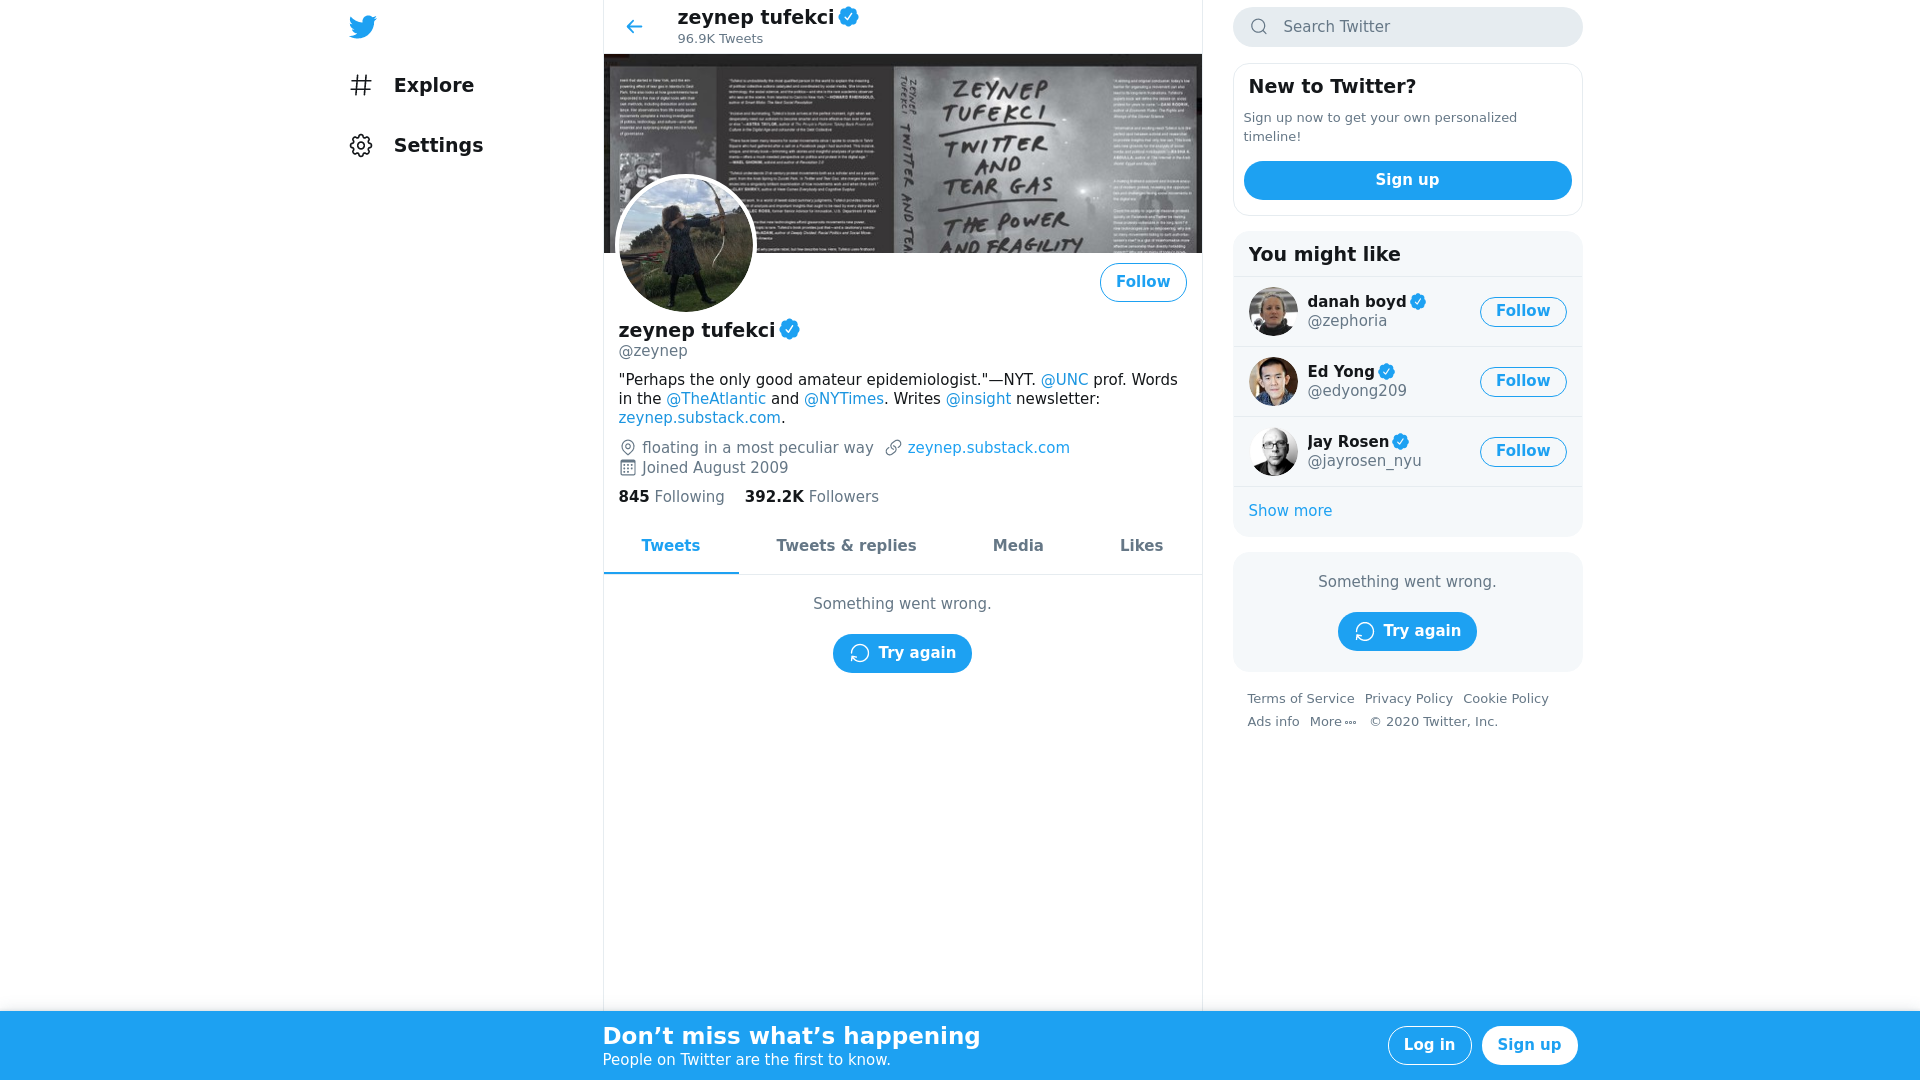 zeynep tufekci
96.9K Tweets
Explore
Settings
ZEYNEP
TUFEKCI
TWITTER
AND
TEAR GAS
THE POWER
AND FRAGILITY
Follow
zeynep tufekci
@zeynep
"Perhaps the only good amateur epidemiologist."—NYT. @UNC prof. Words
in the @TheAtlantic and @NYTimes. Writes @insight newsletter:
zeynep.substack.com.
floating in a most peculiar way zeynep.substack.com
Joined August 2009
845 Following 392.2K Followers
Tweets Tweets & replies Media Likes
Something went wrong.
Try again
Search Twitter
New to Twitter?
Sign up now to get your own personalized
timeline!
Sign up
You might like
danah boyd
@zephoria
Follow
Ed Yong
@edyong209
Follow
Jay Rosen
@jayrosen_nyu
Follow
Show more
Something went wrong.
Try again
Terms of Service Privacy Policy Cookie Policy
Ads info More © 2020 Twitter, Inc.
Don’t miss what’s happening
People on Twitter are the first to know.
Log in Sign up